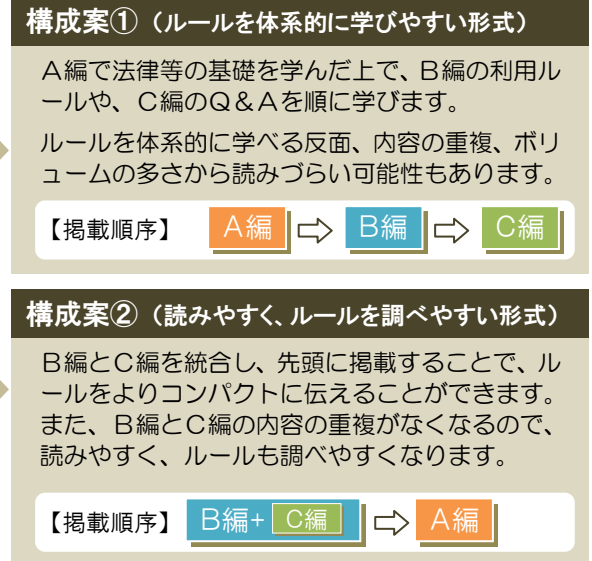 構成案①(ルールを体系的に学びやすい形式)
A編で法律等の基礎を学んだ上で、B編の利用ル
ールや、C編のQ&Aを順に学びます。
ルールを体系的に学べる反面、内容の重複、ボリ
ュームの多さから読みづらい可能性もあります。
【掲載順序】 A編 ⇨ B編 ⇨ C編
構成案②(読みやすく、ルールを調べやすい形式)
B編とC編を統合し、先頭に掲載することで、ル
ールをよりコンパクトに伝えることができます。
また、B編とC編の内容の重複がなくなるので、
読みやすく、ルールも調べやすくなります。
【掲載順序】 B編+ C編 ⇨ A編